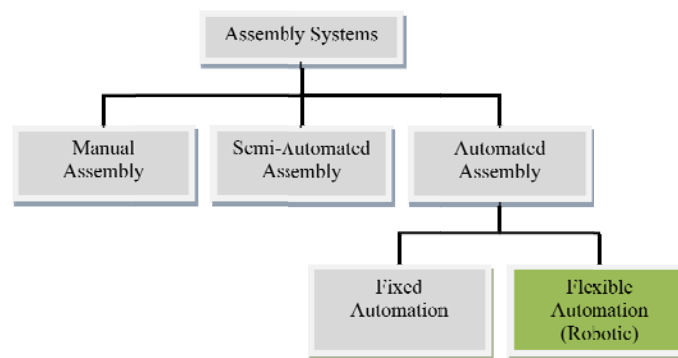 Assembly Systems
Manual
Assembly
Semi-Automated
Assembly
Automated
Assembly
Fixed
Automation
Flexible
Automation
(Robotic)